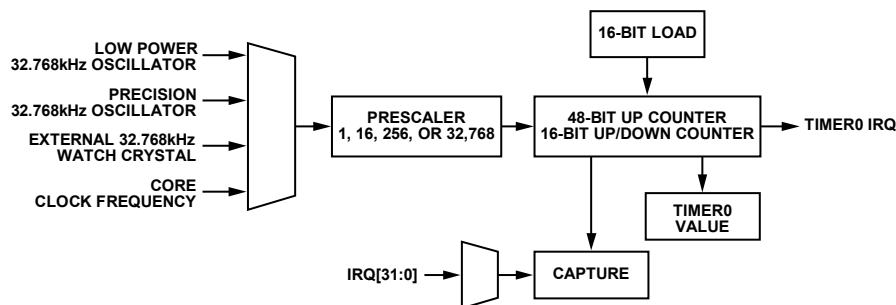 LOW POWER
32.768kHz OSCILLATOR
PRECISION
32.768kHz OSCILLATOR
EXTERNAL 32.768kHz
WATCH CRYSTAL
CORE
CLOCK FREQUENCY
PRESCALER
1, 16, 256, OR 32,768
16-BIT LOAD
48-BIT UP COUNTER
16-BIT UP/DOWN COUNTER
TIMER0 IRQ
TIMER0
VALUE
IRQ[31:0]
CAPTURE